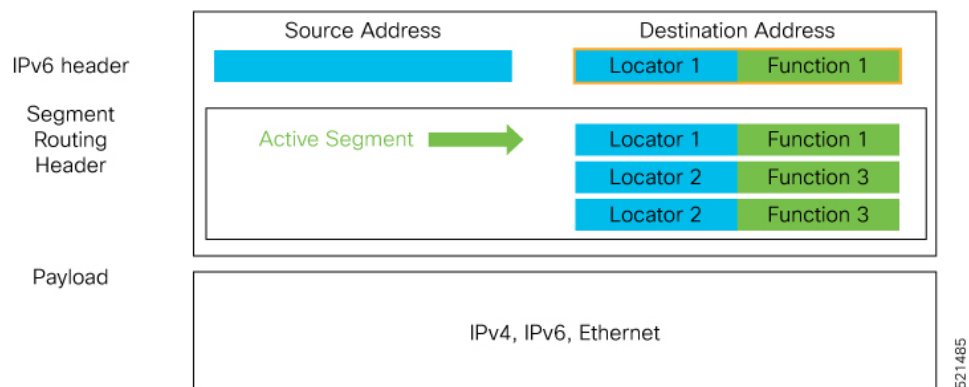 Source Address
Destination Address
IPv6 header
Locator 1
Function 1
Segment
Routing
Header
Active Segment
Locator 1
Function 1
Locator 2
Function 3
Locator 2
Function 3
Payload
IPv4, IPv6, Ethernet
521485